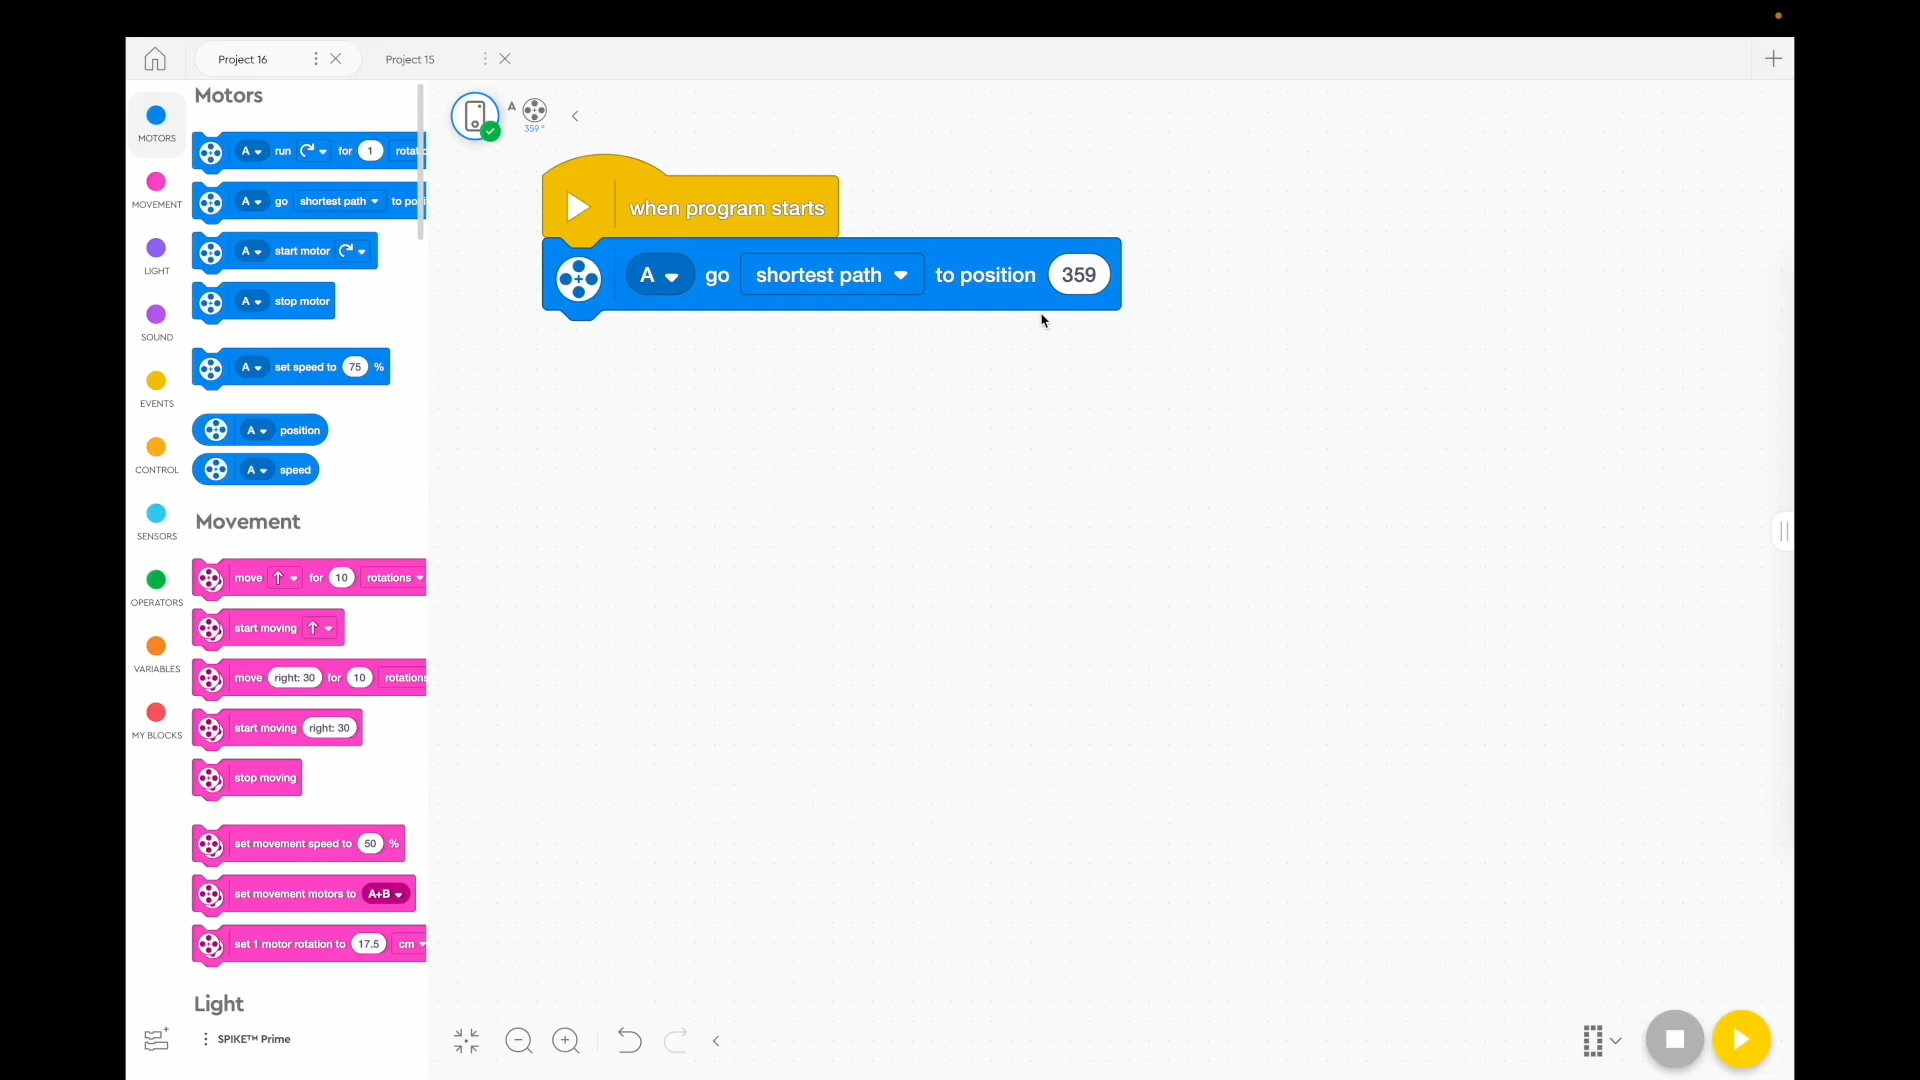 Project 16
Project 15
Motors
MOTORS
A run for 1
A go shortest path
A start motor
A stop motor
A set speed to 75 %
A position
A speed
MOVEMENT
LIGHT
SOUND
EVENTS
CONTROL
SENSORS
OPERATORS
VARIABLES
MY BLOCKS
Movement
move for 10 rotations
start moving
move right: 30 for 10 rotations
start moving right: 30
stop moving
set movement speed to 50 %
set movement motors to A+B
set 1 motor rotation to 17.5 cm
Light
SPIKE™ Prime
A
359°
when program starts
A go shortest path to position 359